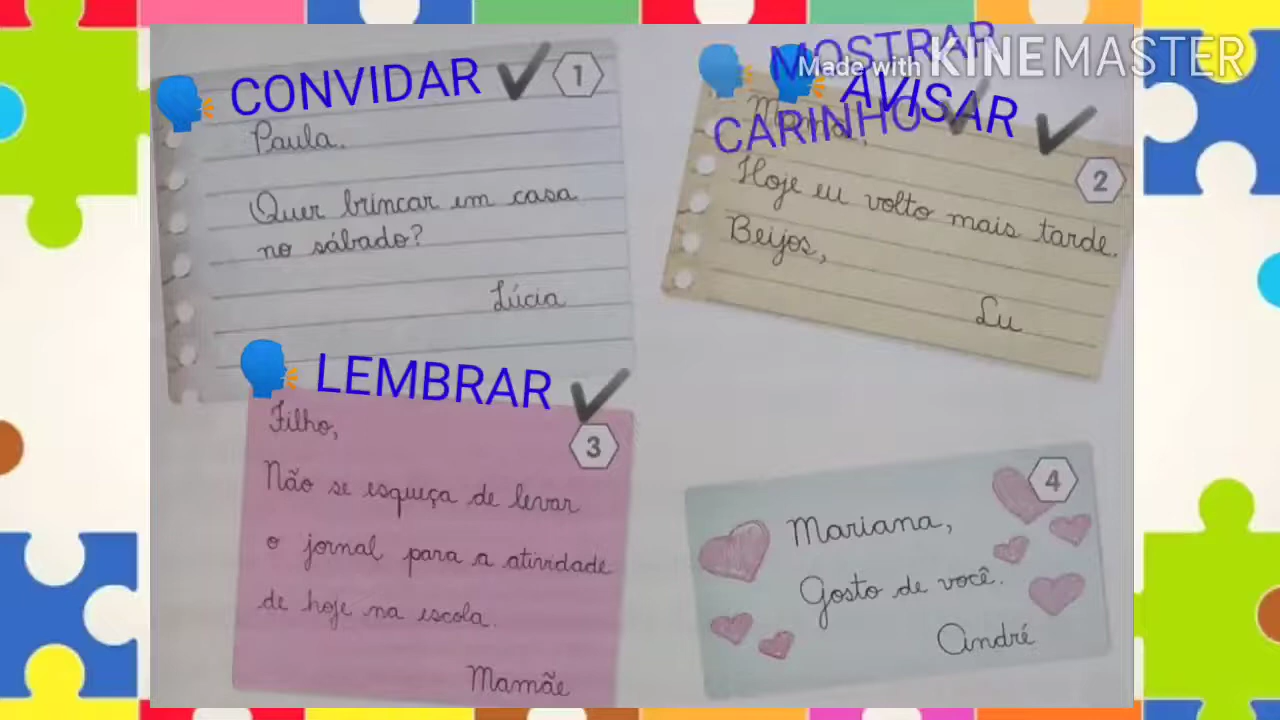 CONVIDAR
1
Paula.
Quer brincar em casa
no sábado?
Lúcia
MOSTRAR
Made with KINEMASTER
AVISAR
CARINHO
2
Hoje eu volto mais tarde.
Beijos,
Lu
LEMBRAR
Filho,
3
Não se esqueça de levar
o jornal para a atividade
de hoje na escola.
Mamãe
4
Mariana,
Gosto de você.
André